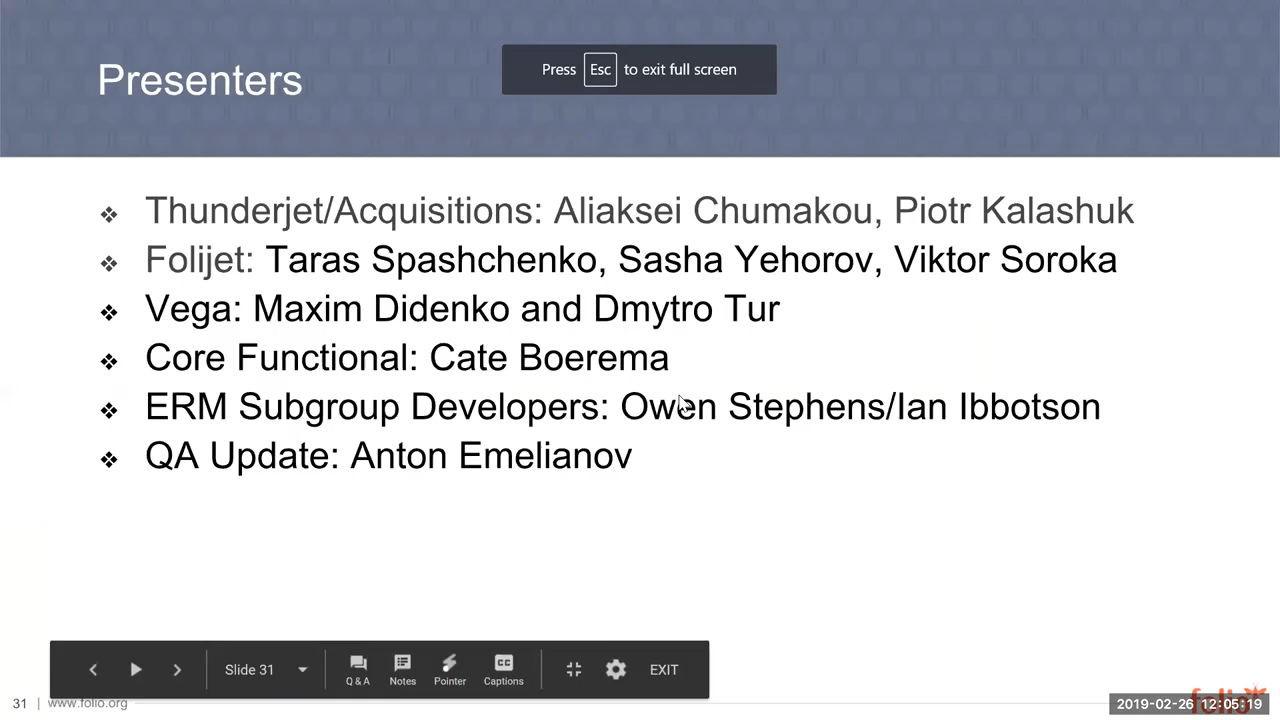 Presenters
Press Esc to exit full screen
Thunderjet/Acquisitions: Aliaksei Chumakou, Piotr Kalashuk
Folijet: Taras Spashchenko, Sasha Yehorov, Viktor Soroka
Vega: Maxim Didenko and Dmytro Tur
Core Functional: Cate Boerema
ERM Subgroup Developers: Owen Stephens/Ian Ibbotson
QA Update: Anton Emelianov
Slide 31
Q & A
Notes
Pointer
CC
Captions
EXIT
31 | www.folio.org
folio
2019-02-26 12:05:19